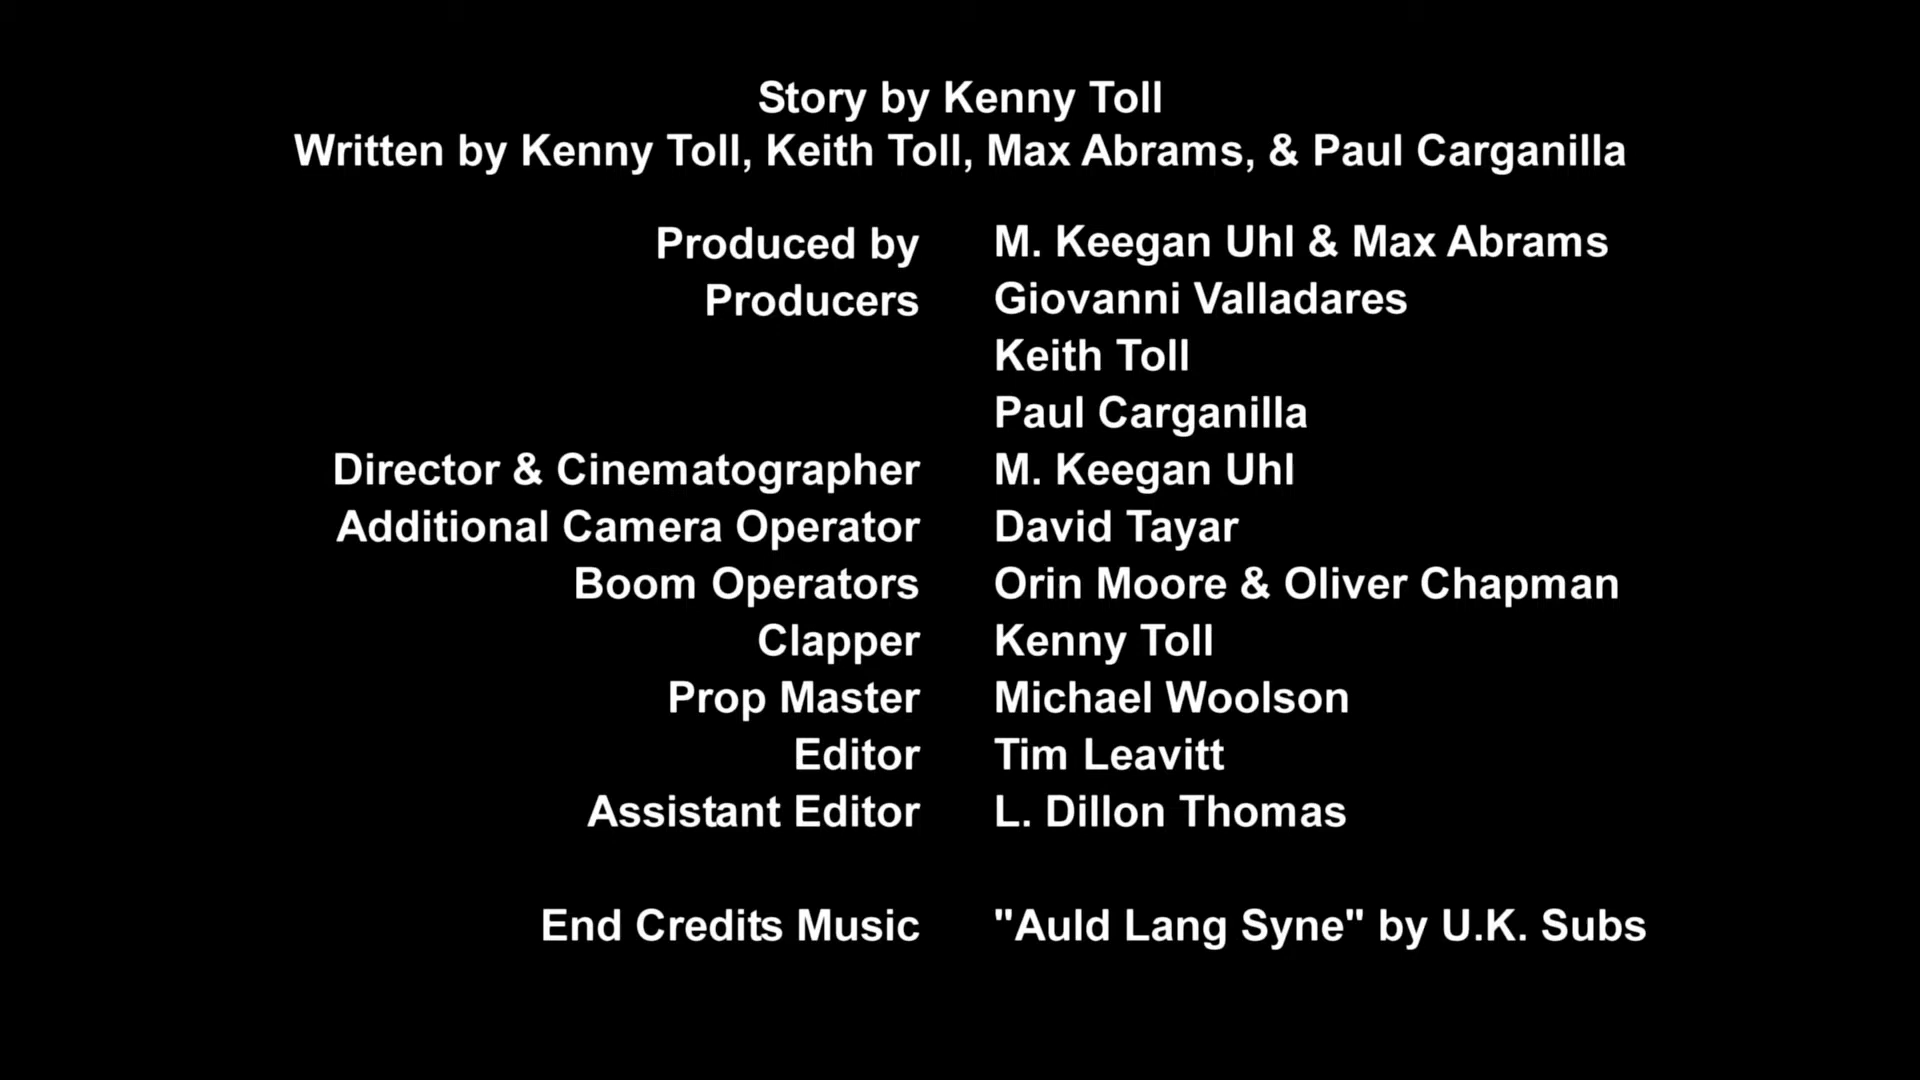 Story by Kenny Toll
Written by Kenny Toll, Keith Toll, Max Abrams, & Paul Carganilla
Produced by M. Keegan Uhl & Max Abrams
Producers Giovanni Valladares
Keith Toll
Paul Carganilla
Director & Cinematographer M. Keegan Uhl
Additional Camera Operator David Tayar
Boom Operators Orin Moore & Oliver Chapman
Clapper Kenny Toll
Prop Master Michael Woolson
Editor Tim Leavitt
Assistant Editor L. Dillon Thomas
End Credits Music "Auld Lang Syne" by U.K. Subs